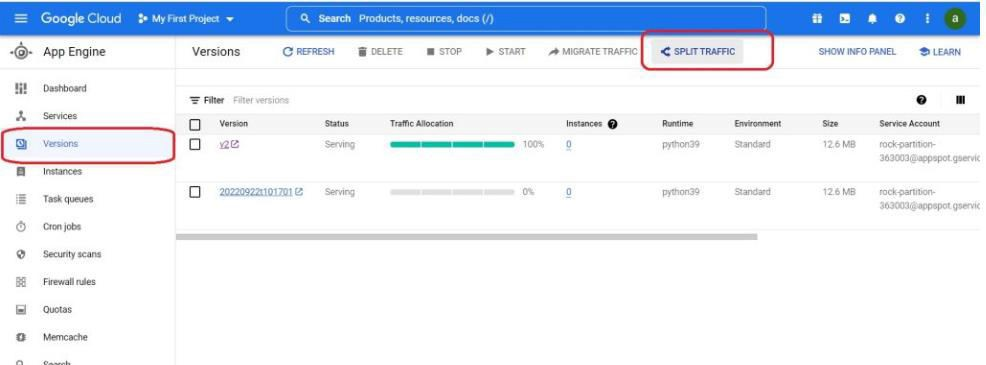 Google Cloud My First Project Search Products, resources, docs (/) a
App Engine Versions REFRESH DELETE STOP START MIGRATE TRAFFIC SPLIT TRAFFIC SHOW INFO PANEL LEARN
Dashboard
Services
Versions
Instances
Task queues
Cron jobs
Security scans
Firewall rules
Quotas
Memcache
Search
Filter Filter versions
Version Status Traffic Allocation Instances Runtime Environment Size Service Account
v2 Serving 100% 0 python39 Standard 12.6 MB rock-partition-
363003@appspot.gservic
20220922t101701 Serving 0% 0 python39 Standard 12.6 MB rock-partition-
363003@appspot.gservic